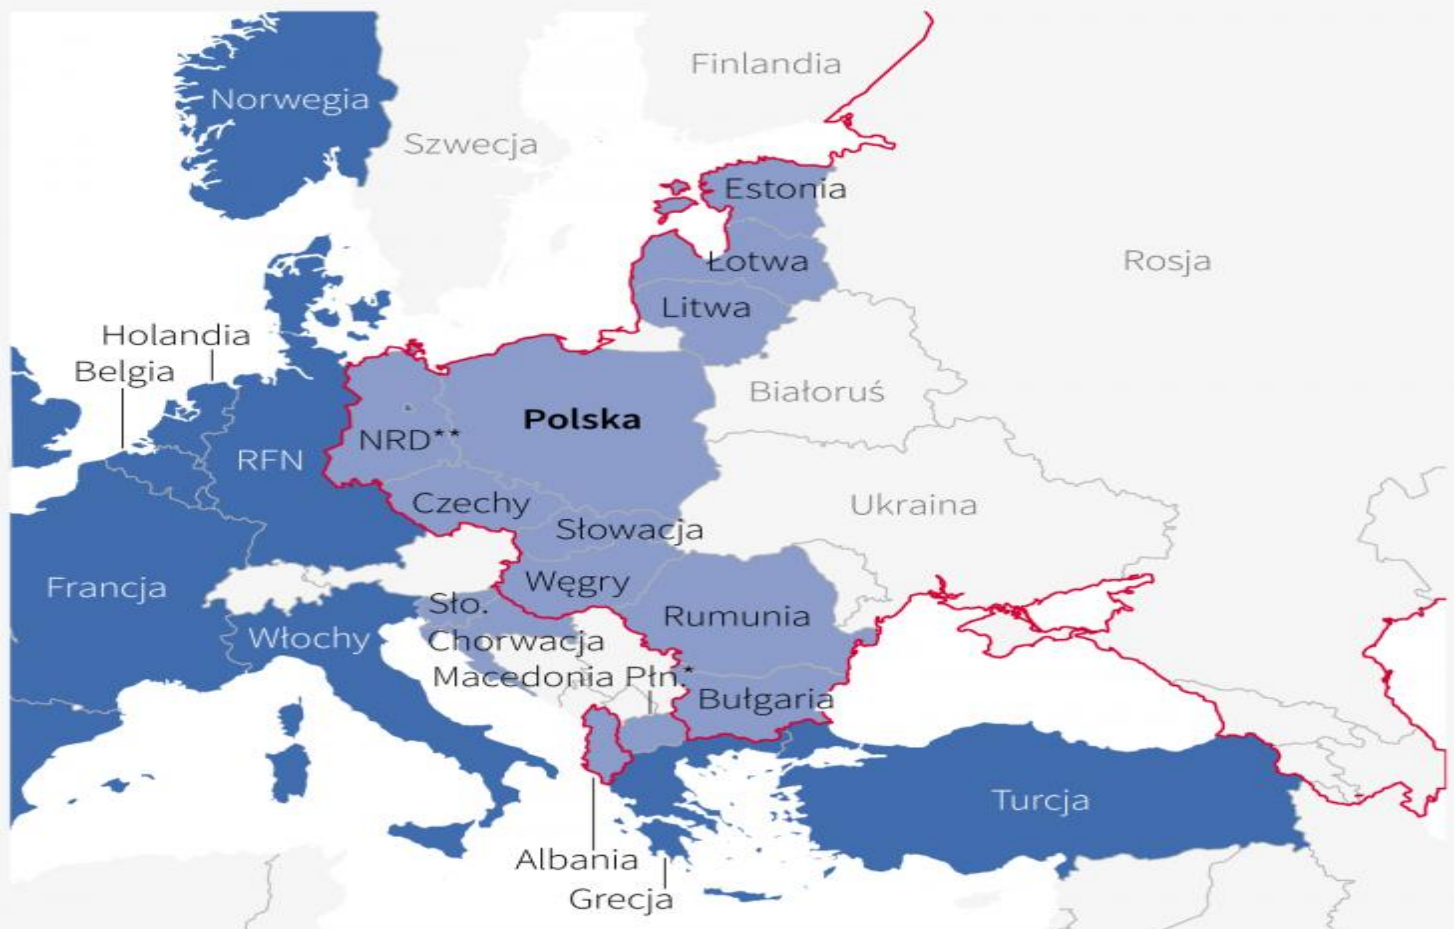 Finlandia
Norwegia
Szwecja
Estonia
Łotwa
Rosja
Litwa
Holandia
Belgia
Białoruś
Polska
NRD**
RFN
Czechy
Ukraina
Słowacja
Francja
Węgry
Sło.
Rumunia
Włochy
Chorwacja
Macedonia Płn.*
Bułgaria
Turcja
Albania
Grecja